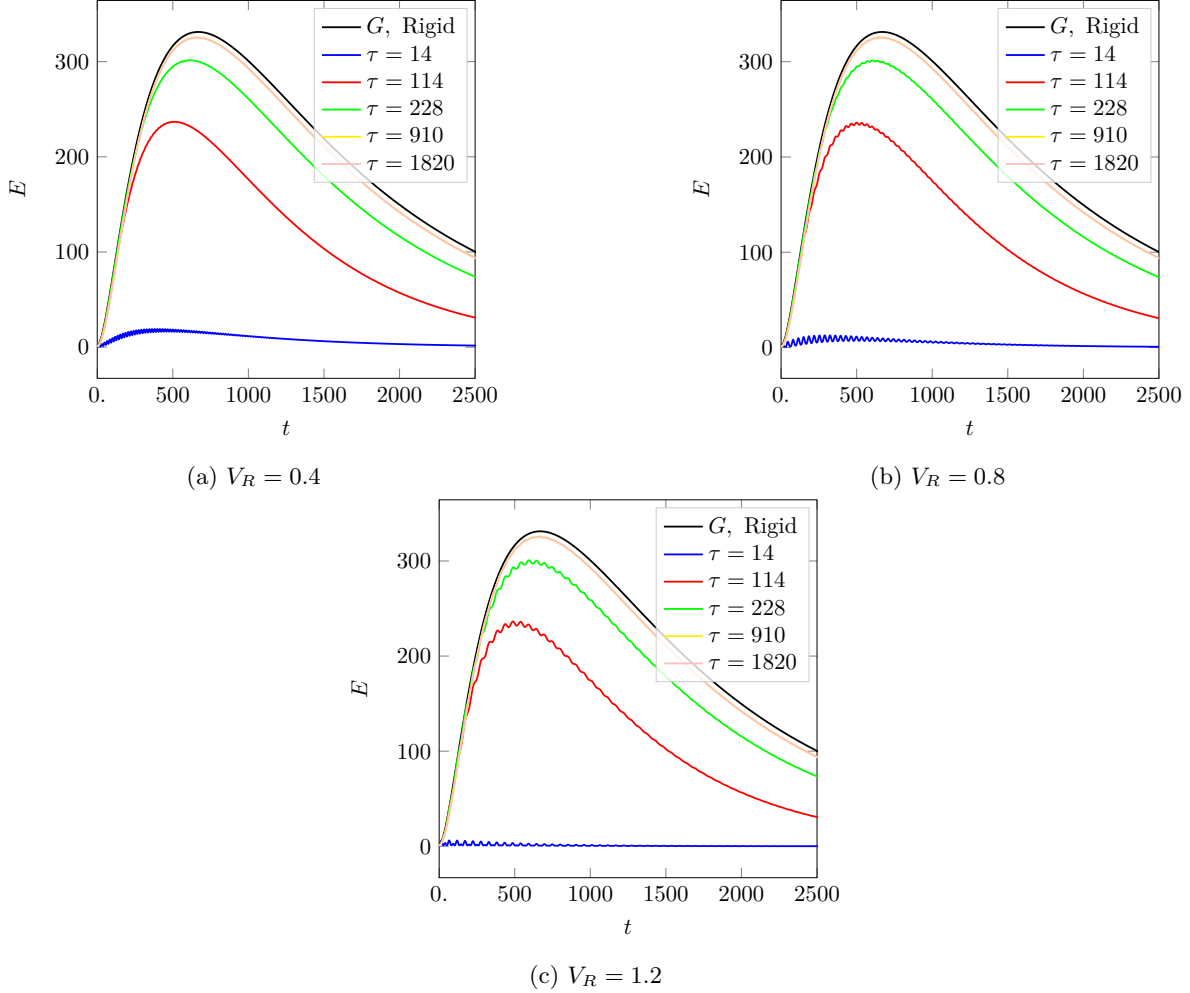 G, Rigid
τ = 14
τ = 114
τ = 228
τ = 910
τ = 1820
300
200
100
0
E
0.
500
1000
1500
2000
2500
t
(a) V_R = 0.4
G, Rigid
τ = 14
τ = 114
τ = 228
τ = 910
τ = 1820
300
200
100
0
E
0.
500
1000
1500
2000
2500
t
(b) V_R = 0.8
G, Rigid
τ = 14
τ = 114
τ = 228
τ = 910
τ = 1820
300
200
100
0
E
0.
500
1000
1500
2000
2500
t
(c) V_R = 1.2